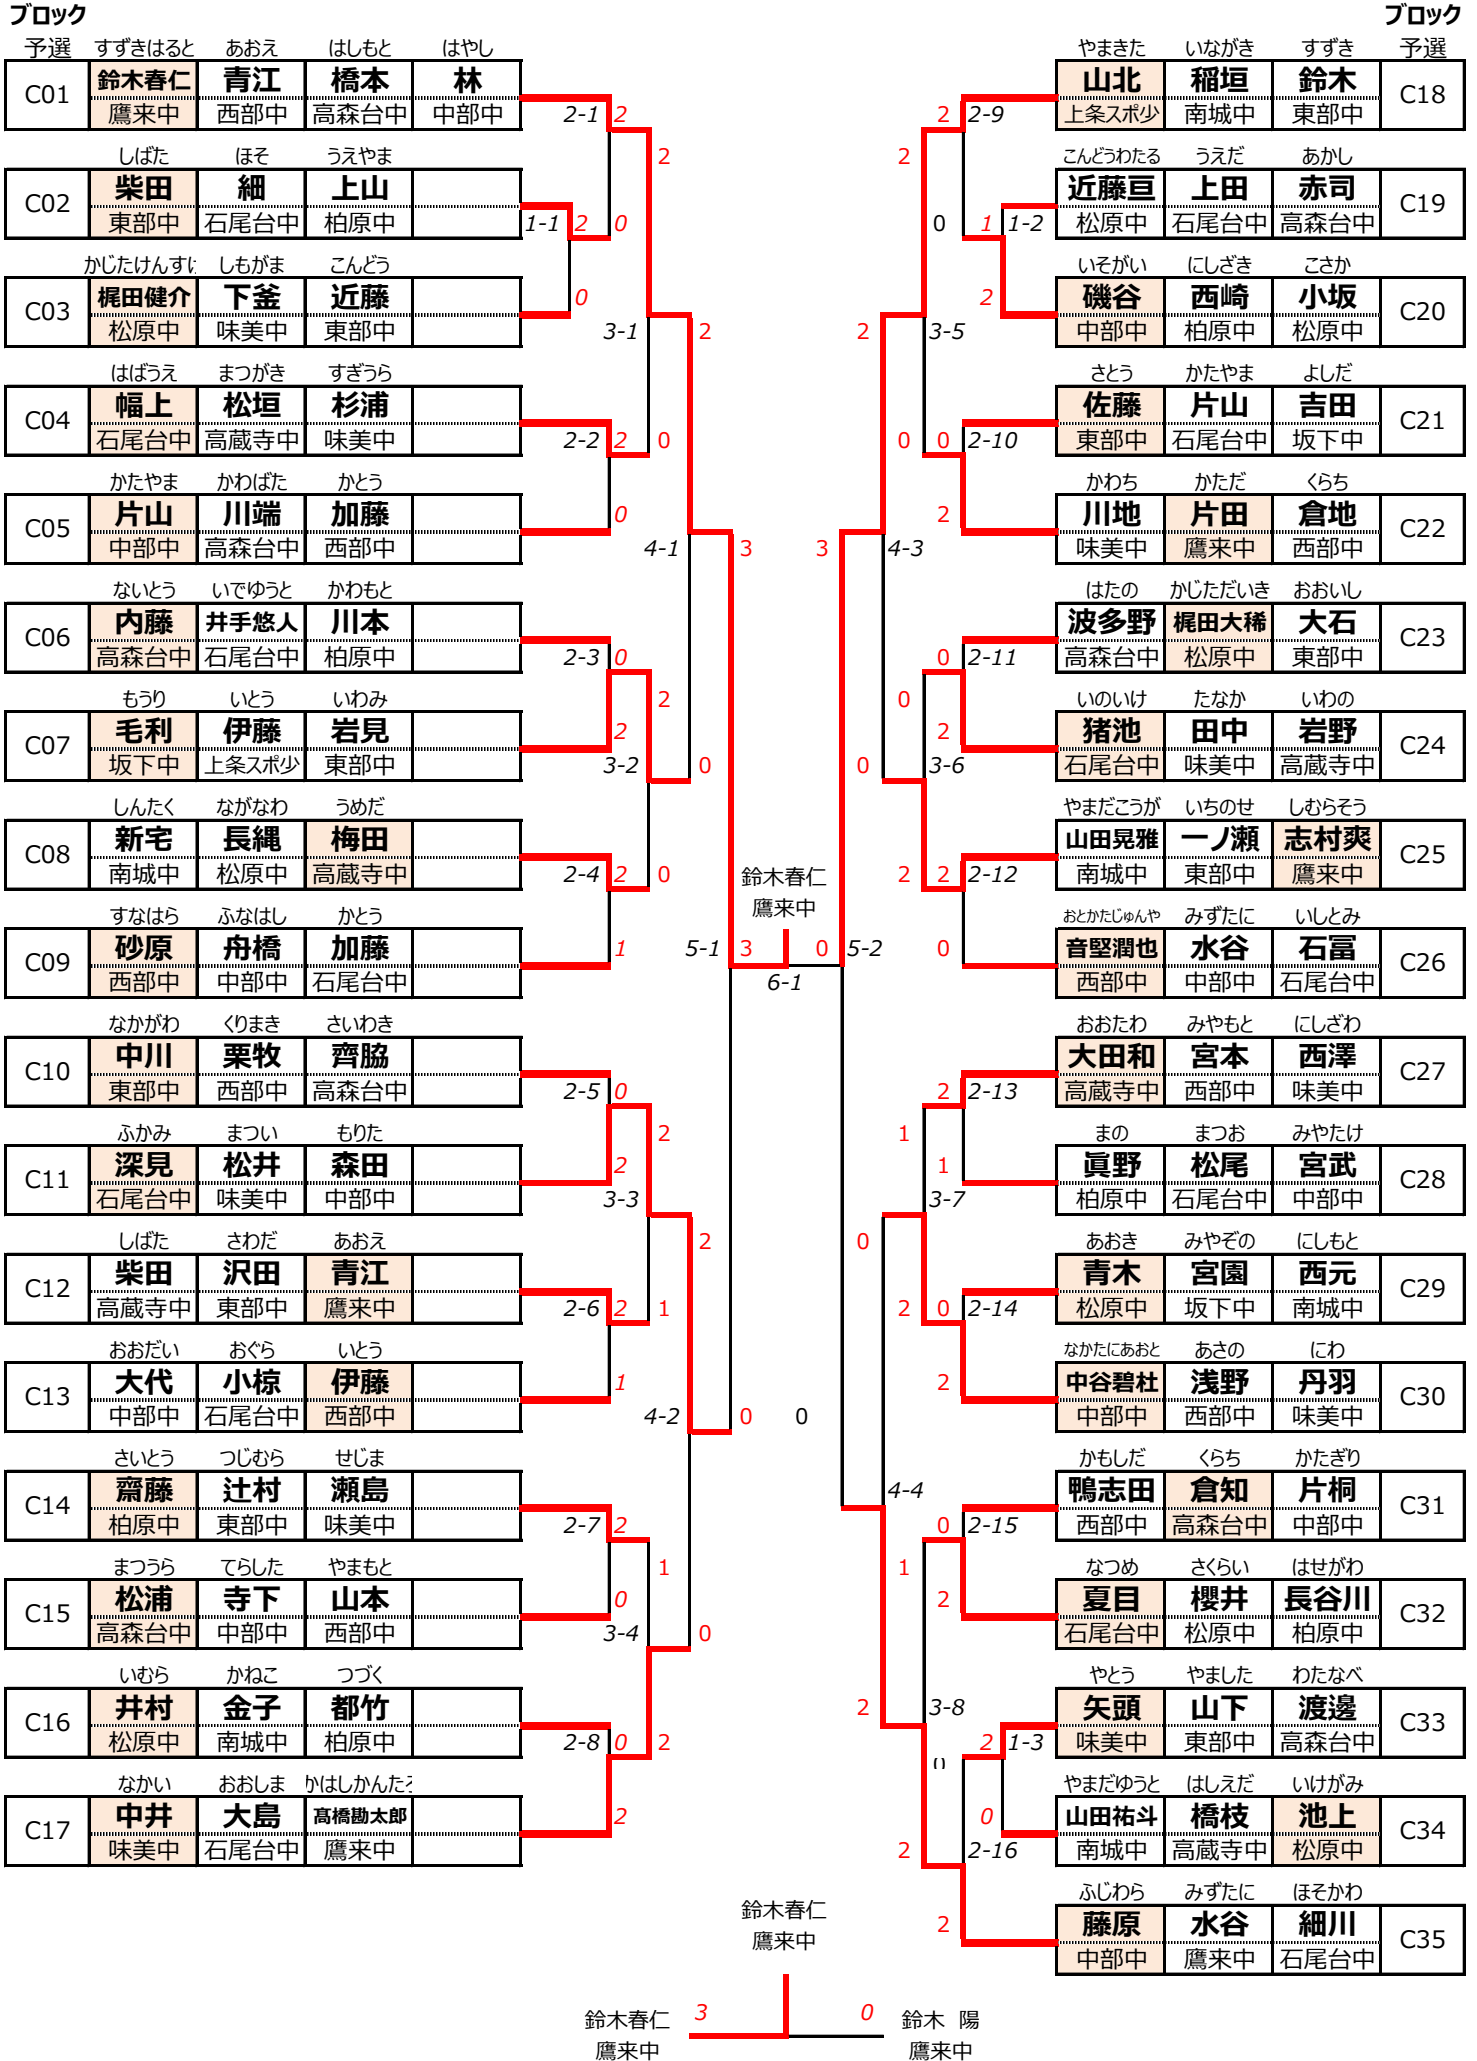 ブロック
予選 すずきはると あおえ はしもと はやし
C01 鈴木春仁 青江 橋本 林
鷹来中 西部中 高森台中 中部中
2-1 2
2
しばた ほそ うえやま
C02 柴田 細 上山
東部中 石尾台中 柏原中
1-1 2 0
かじたけんすけ しもがま こんどう
C03 梶田健介 下釜 近藤
松原中 味美中 東部中
0
3-1 2
はばうえ まつがき すぎうら
C04 幅上 松垣 杉浦
石尾台中 高蔵寺中 味美中
2-2 2 0
かたやま かわばた かとう
C05 片山 川端 加藤
中部中 高森台中 西部中
0
4-1 3
ないとう いでゆうと かわもと
C06 内藤 井手悠人 川本
高森台中 石尾台中 柏原中
2-3 0
2
もうり いとう いわみ
C07 毛利 伊藤 岩見
坂下中 上条スポ少 東部中
2
3-2 0
しんたく ながなわ うめだ
C08 新宅 長縄 梅田
南城中 松原中 高蔵寺中
2-4 2 0
すなはら ふなはし かとう
C09 砂原 舟橋 加藤
西部中 中部中 石尾台中
1
5-1 3
なかがわ くりまき さいわき
C10 中川 栗牧 齊脇
東部中 西部中 高森台中
2-5 0
2
ふかみ まつい もりた
C11 深見 松井 森田
石尾台中 味美中 中部中
2
3-3 2
しばた さわだ あおえ
C12 柴田 沢田 青江
高蔵寺中 東部中 鷹来中
2-6 2 1
おおだい おぐら いとう
C13 大代 小椋 伊藤
中部中 石尾台中 西部中
1
4-2 0
さいとう つじむら せじま
C14 齋藤 辻村 瀬島
柏原中 東部中 味美中
2-7 2
1
まつうら てらした やまもと
C15 松浦 寺下 山本
高森台中 中部中 西部中
0
3-4 0
いむら かねこ つづく
C16 井村 金子 都竹
松原中 南城中 柏原中
2-8 0 2
なかい おおしま かはしかんたろ
C17 中井 大島 髙橋勘太郎
味美中 石尾台中 鷹来中
2
鈴木春仁
鷹来中
6-1
ブロック
やまきた いながき すずき 予選
山北 稲垣 鈴木 C18
上条スポ少 南城中 東部中
2 2-9
2
こんどうわたる うえだ あかし
近藤亘 上田 赤司 C19
松原中 石尾台中 高森台中
0 1 1-2
いそがい にしざき こさか
磯谷 西崎 小坂 C20
中部中 柏原中 松原中
2
2 3-5
さとう かたやま よしだ
佐藤 片山 吉田 C21
東部中 石尾台中 坂下中
0 0 2-10
かわち かただ くらち
川地 片田 倉地 C22
味美中 鷹来中 西部中
2
3 4-3
はたの かじただいき おおいし
波多野 梶田大稀 大石 C23
高森台中 松原中 東部中
0 2-11
0
いのいけ たなか いわの
猪池 田中 岩野 C24
石尾台中 味美中 高蔵寺中
2
0 3-6
やまだこうが いちのせ しむらそう
山田晃雅 一ノ瀬 志村爽 C25
南城中 東部中 鷹来中
2 2 2-12
おとかたじゅんや みずたに いしとみ
音堅潤也 水谷 石冨 C26
西部中 中部中 石尾台中
0
0 5-2
おおたわ みやもと にしざわ
大田和 宮本 西澤 C27
高蔵寺中 西部中 味美中
2 2-13
1
まの まつお みやたけ
眞野 松尾 宮武 C28
柏原中 石尾台中 中部中
1
0 3-7
あおき みやぞの にしもと
青木 宮園 西元 C29
松原中 坂下中 南城中
2 0 2-14
なかたにあおと あさの にわ
中谷碧杜 浅野 丹羽 C30
中部中 西部中 味美中
2
0 4-4
かもしだ くらち かたぎり
鴨志田 倉知 片桐 C31
西部中 高森台中 中部中
0 2-15
1
なつめ さくらい はせがわ
夏目 櫻井 長谷川 C32
石尾台中 松原中 柏原中
2
やとう やました わたなべ
矢頭 山下 渡邊 C33
味美中 東部中 高森台中
2 3-8
0 2 1-3
やまだゆうと はしえだ いけがみ
山田祐斗 橋枝 池上 C34
南城中 高蔵寺中 松原中
0
2 2-16
ふじわら みずたに ほそかわ
藤原 水谷 細川 C35
中部中 鷹来中 石尾台中
2
鈴木春仁
鷹来中
鈴木春仁 3 0 鈴木 陽
鷹来中 鷹来中